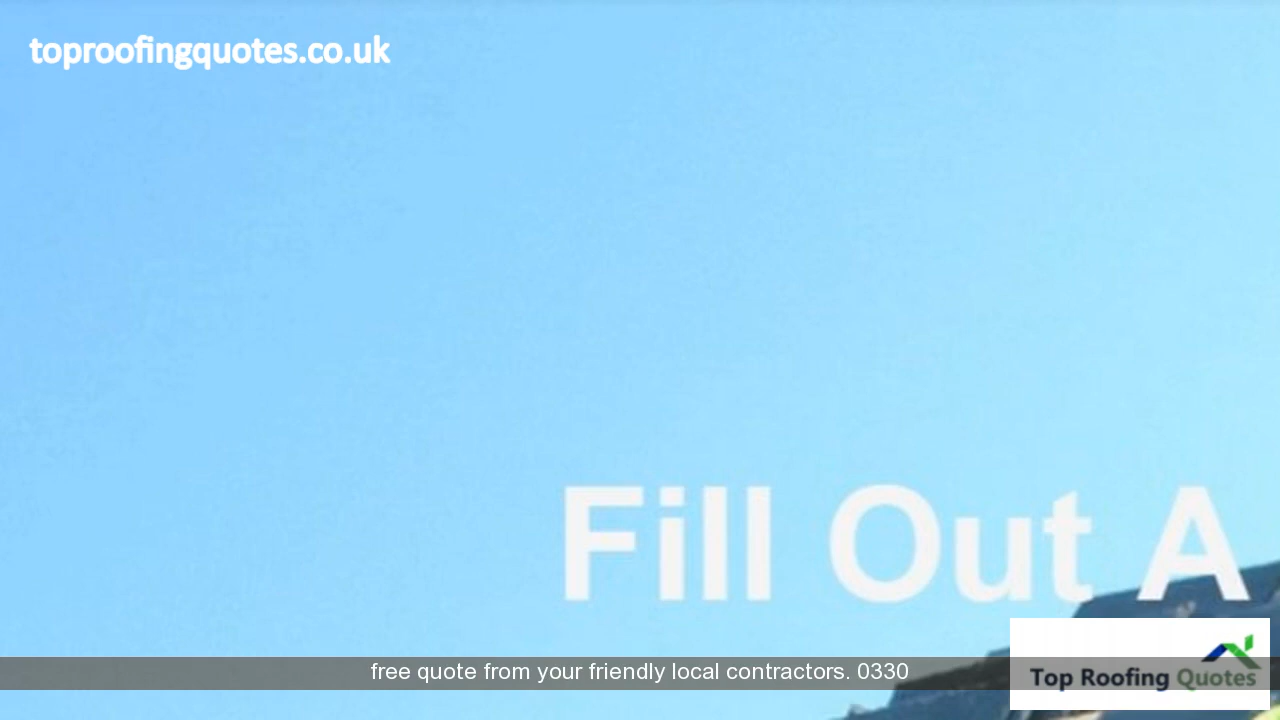 toproofingquotes.co.uk
Fill Out A
free quote from your friendly local contractors. 0330
Top Roofing Quotes